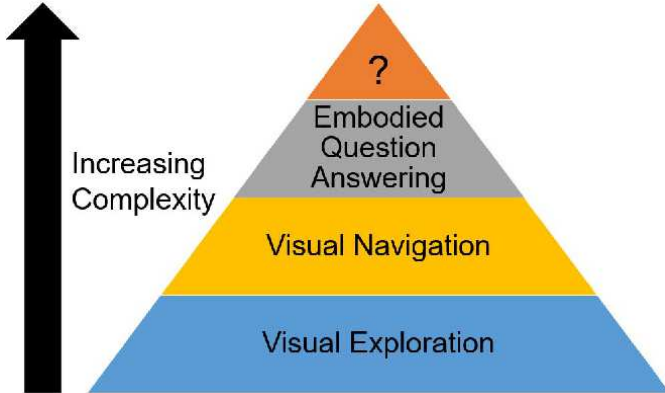 ?
Embodied
Question
Answering
Increasing
Complexity
Visual Navigation
Visual Exploration